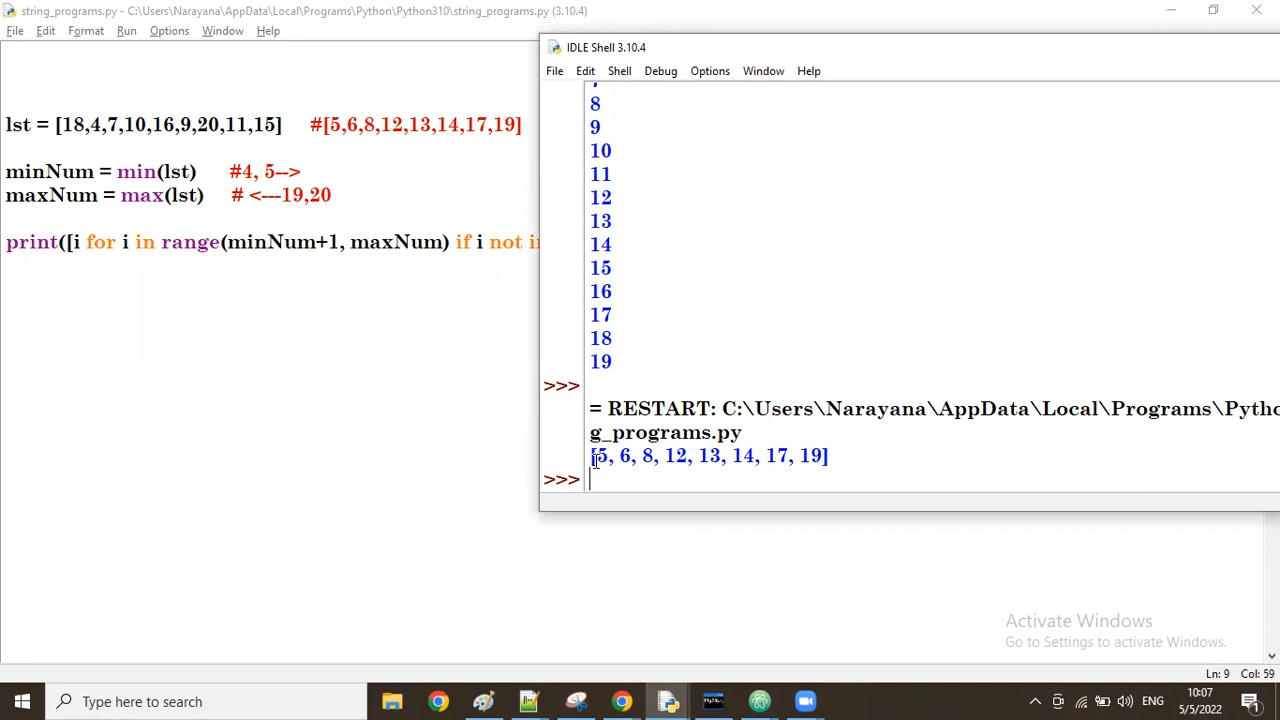 string_programs.py - C:\Users\Narayana\AppData\Local\Programs\Python\Python310\string_programs.py (3.10.4)
File Edit Format Run Options Window Help
lst = [18,4,7,10,16,9,20,11,15] #[5,6,8,12,13,14,17,19]
minNum = min(lst) #4, 5-->
maxNum = max(lst) # <---19,20
print([i for i in range(minNum+1, maxNum) if i not in
IDLE Shell 3.10.4
File Edit Shell Debug Options Window Help
8
9
10
11
12
13
14
15
16
17
18
19
>>>
= RESTART: C:\Users\Narayana\AppData\Local\Programs\Pytho
g_programs.py
[5, 6, 8, 12, 13, 14, 17, 19]
>>>
Activate Windows
Go to Settings to activate Windows.
Ln: 9 Col: 59
Type here to search
ENG
10:07
5/5/2022